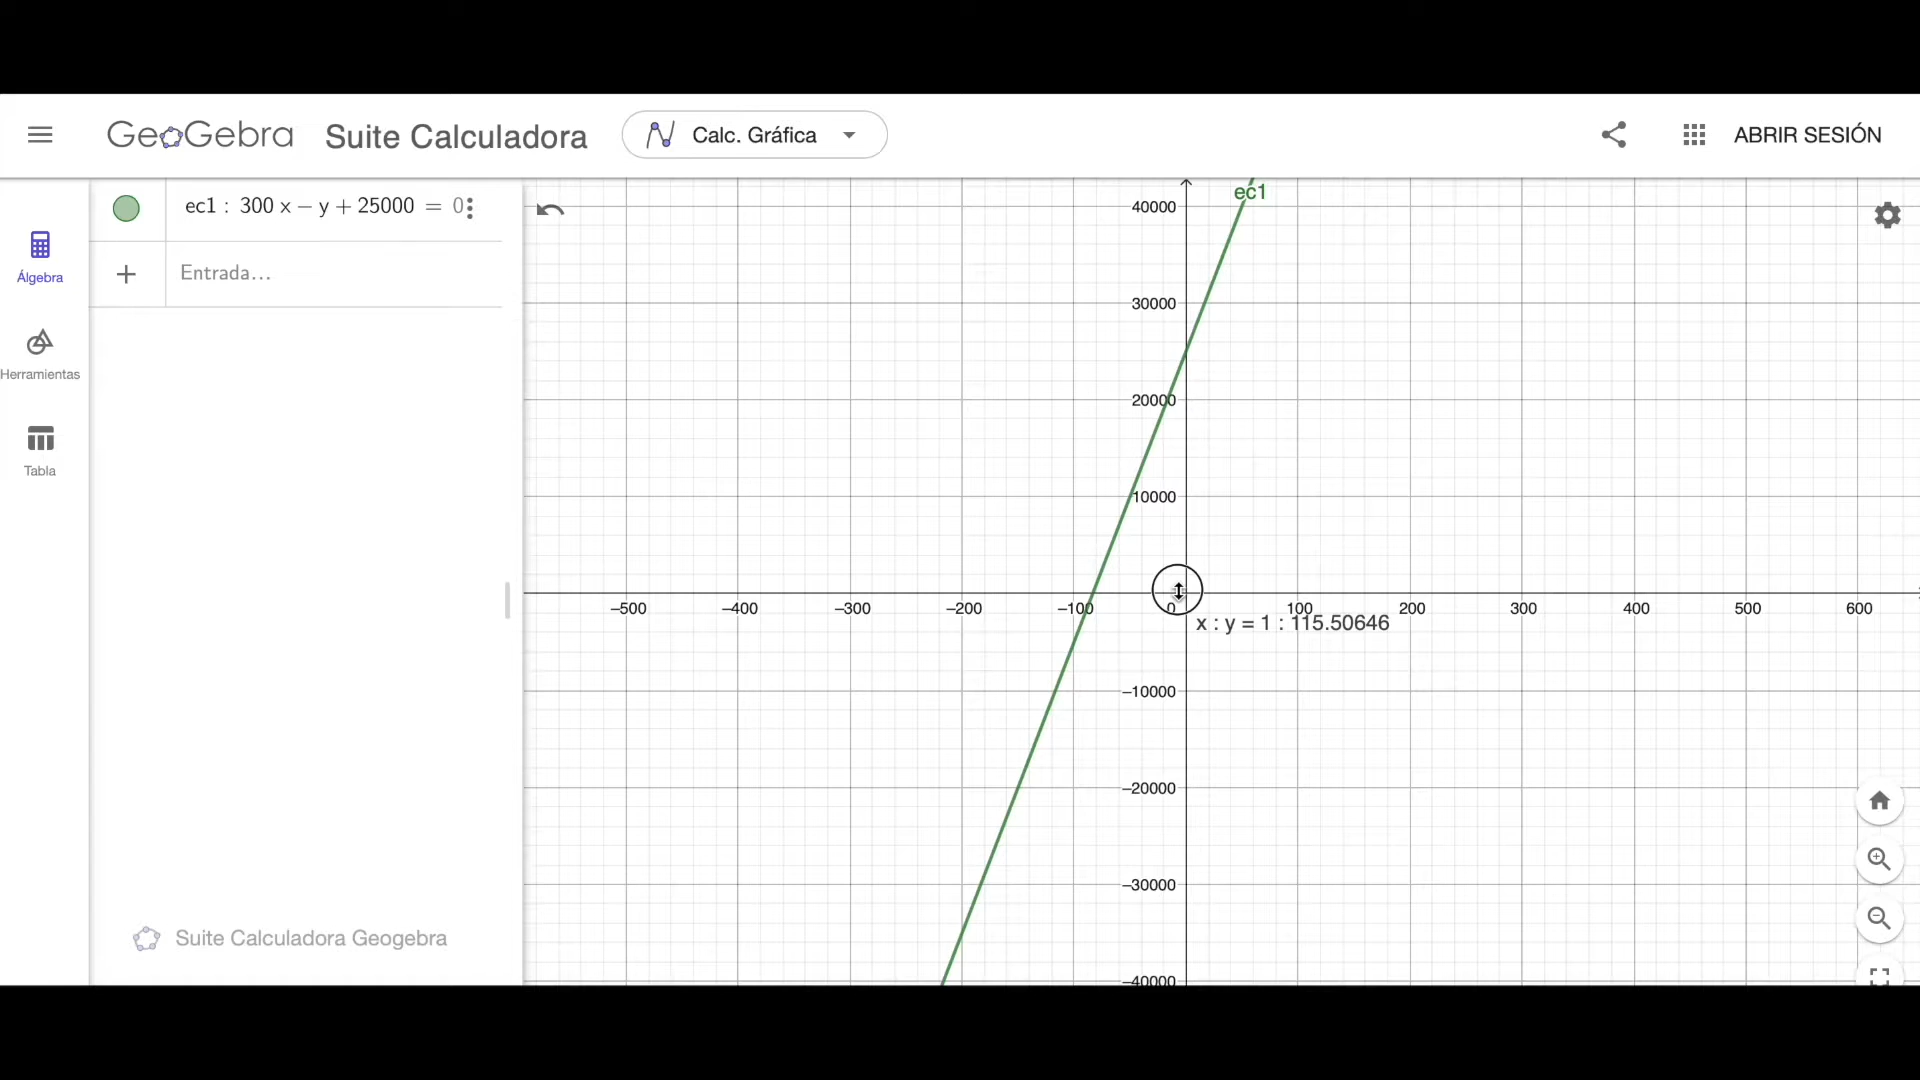 GeoGebra Suite Calculadora Calc. Gráfica ABRIR SESIÓN
Álgebra
Herramientas
Tabla
ec1 : 300 x – y + 25000 = 0
Entrada…
Suite Calculadora Geogebra
ec1
40000
30000
20000
10000
–500 –400 –300 –200 –100 0 100 200 300 400 500 600
x : y = 1 : 115.50646
–10000
–20000
–30000
–40000